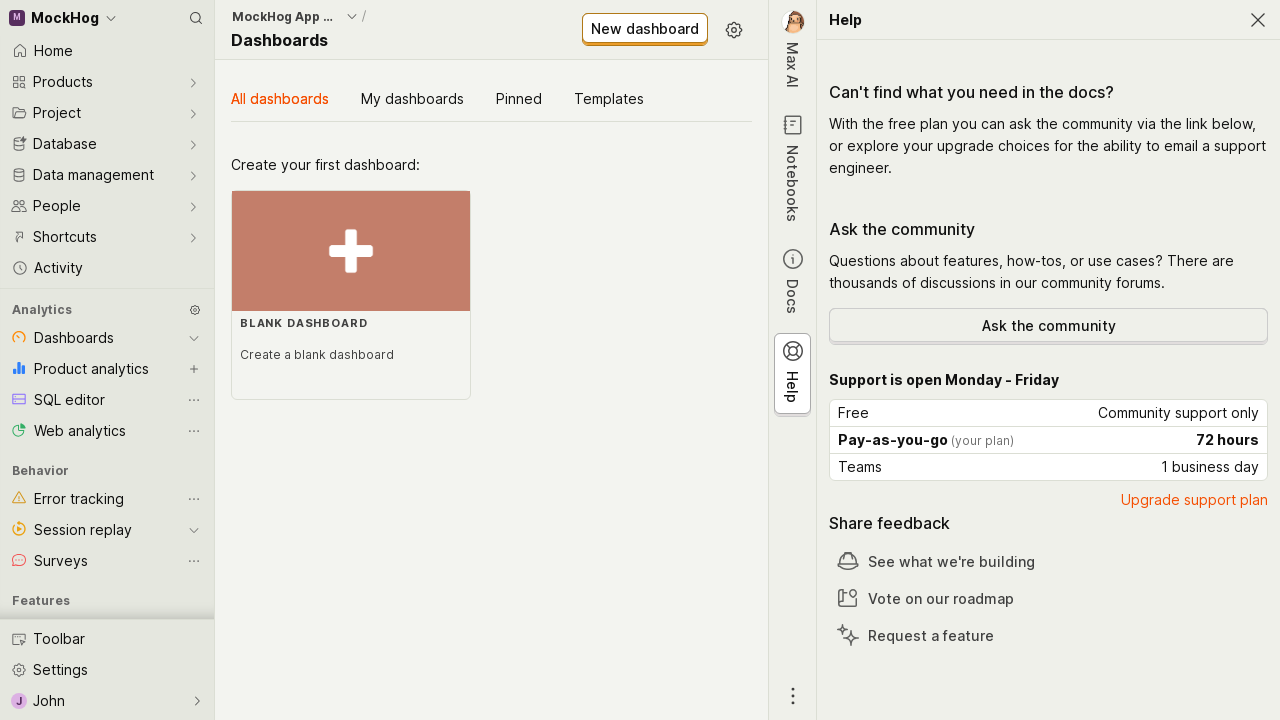 M MockHog
Home
Products
Project
Database
Data management
People
Shortcuts
Activity
Analytics
Dashboards
Product analytics
SQL editor
Web analytics
Behavior
Error tracking
Session replay
Surveys
Features
Toolbar
Settings
J John
MockHog App ... /
Dashboards
New dashboard
All dashboards My dashboards Pinned Templates
Create your first dashboard:
BLANK DASHBOARD
Create a blank dashboard
Max AI
Notebooks
Docs
Help
Help
Can't find what you need in the docs?
With the free plan you can ask the community via the link below,
or explore your upgrade choices for the ability to email a support
engineer.
Ask the community
Questions about features, how-tos, or use cases? There are
thousands of discussions in our community forums.
Ask the community
Support is open Monday - Friday
Free Community support only
Pay-as-you-go (your plan) 72 hours
Teams 1 business day
Upgrade support plan
Share feedback
See what we're building
Vote on our roadmap
Request a feature